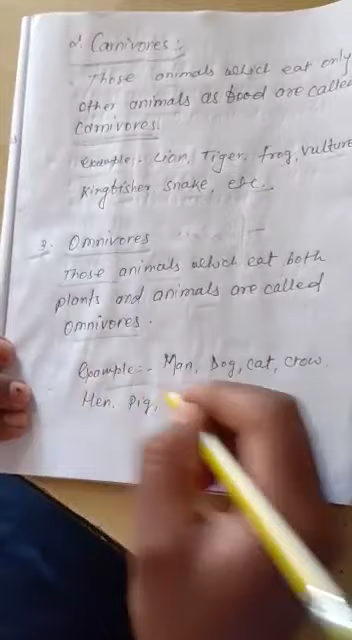 2. Carnivores:
Those animals which eat only
other animals as food are called
Carnivores.
Example:- Lion, Tiger, frog, Vulture
Kingfisher, Snake, etc.
3. Omnivores
Those animals which eat both
plants and animals are called
Omnivores.
Example:- Man, Dog, cat, crow,
Hen, Pig,